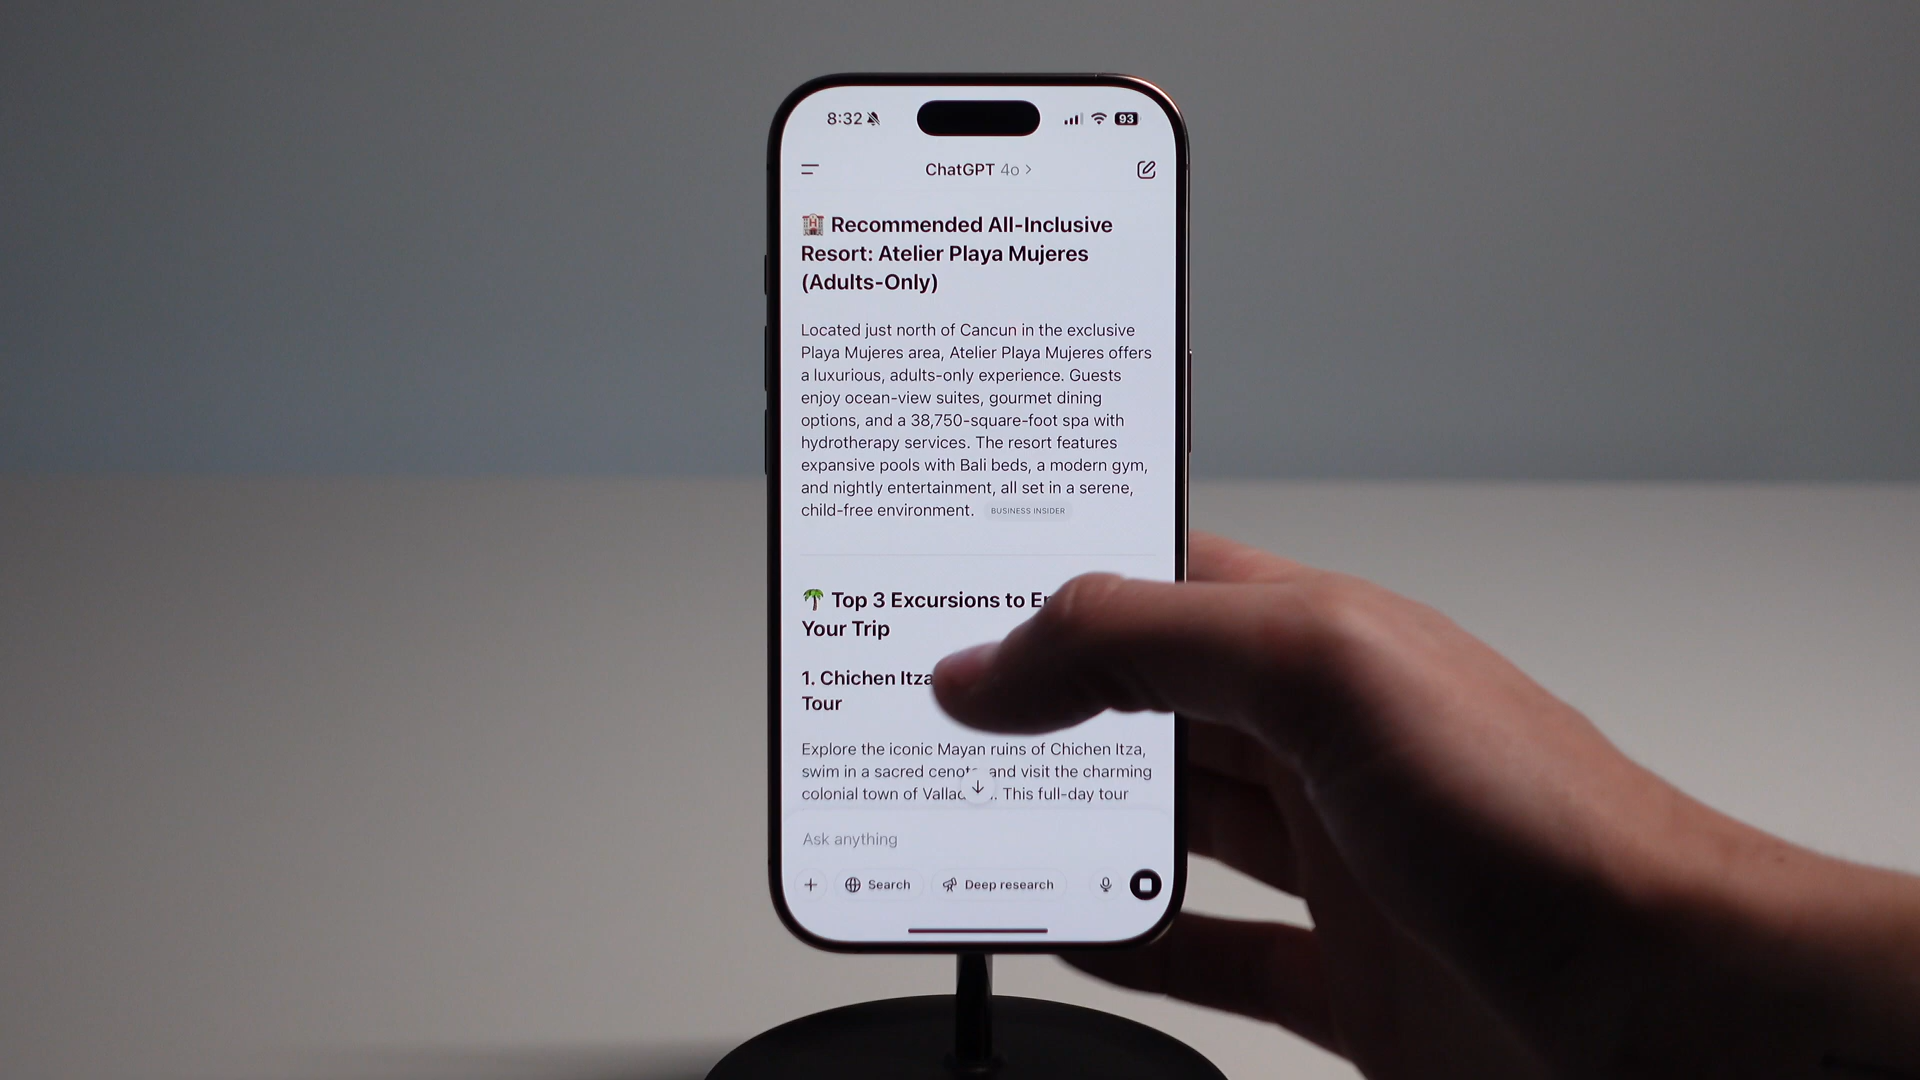 8:32 93
ChatGPT 4o >
Recommended All-Inclusive
Resort: Atelier Playa Mujeres
(Adults-Only)
Located just north of Cancun in the exclusive
Playa Mujeres area, Atelier Playa Mujeres offers
a luxurious, adults-only experience. Guests
enjoy ocean-view suites, gourmet dining
options, and a 38,750-square-foot spa with
hydrotherapy services. The resort features
expansive pools with Bali beds, a modern gym,
and nightly entertainment, all set in a serene,
child-free environment. BUSINESS INSIDER
Top 3 Excursions to
Your Trip
1. Chichen Itza
Tour
Explore the iconic Mayan ruins of Chichen Itza,
swim in a sacred and visit the charming
colonial town of This full-day tour
Ask anything
Search Deep research